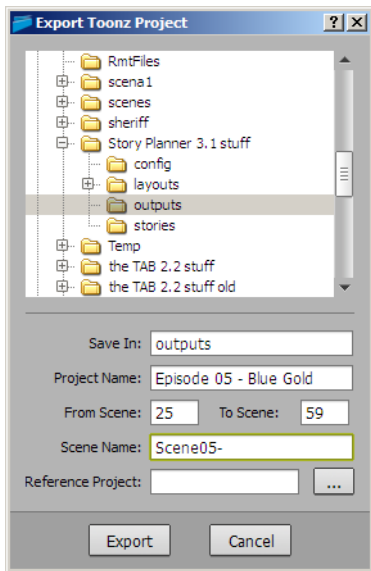 Export Toonz Project
RmtFiles
scena1
scenes
sheriff
Story Planner 3.1 stuff
config
layouts
outputs
stories
Temp
the TAB 2.2 stuff
the TAB 2.2 stuff old
Save In: outputs
Project Name: Episode 05 - Blue Gold
From Scene: 25 To Scene: 59
Scene Name: Scene05-
Reference Project: ...
Export Cancel